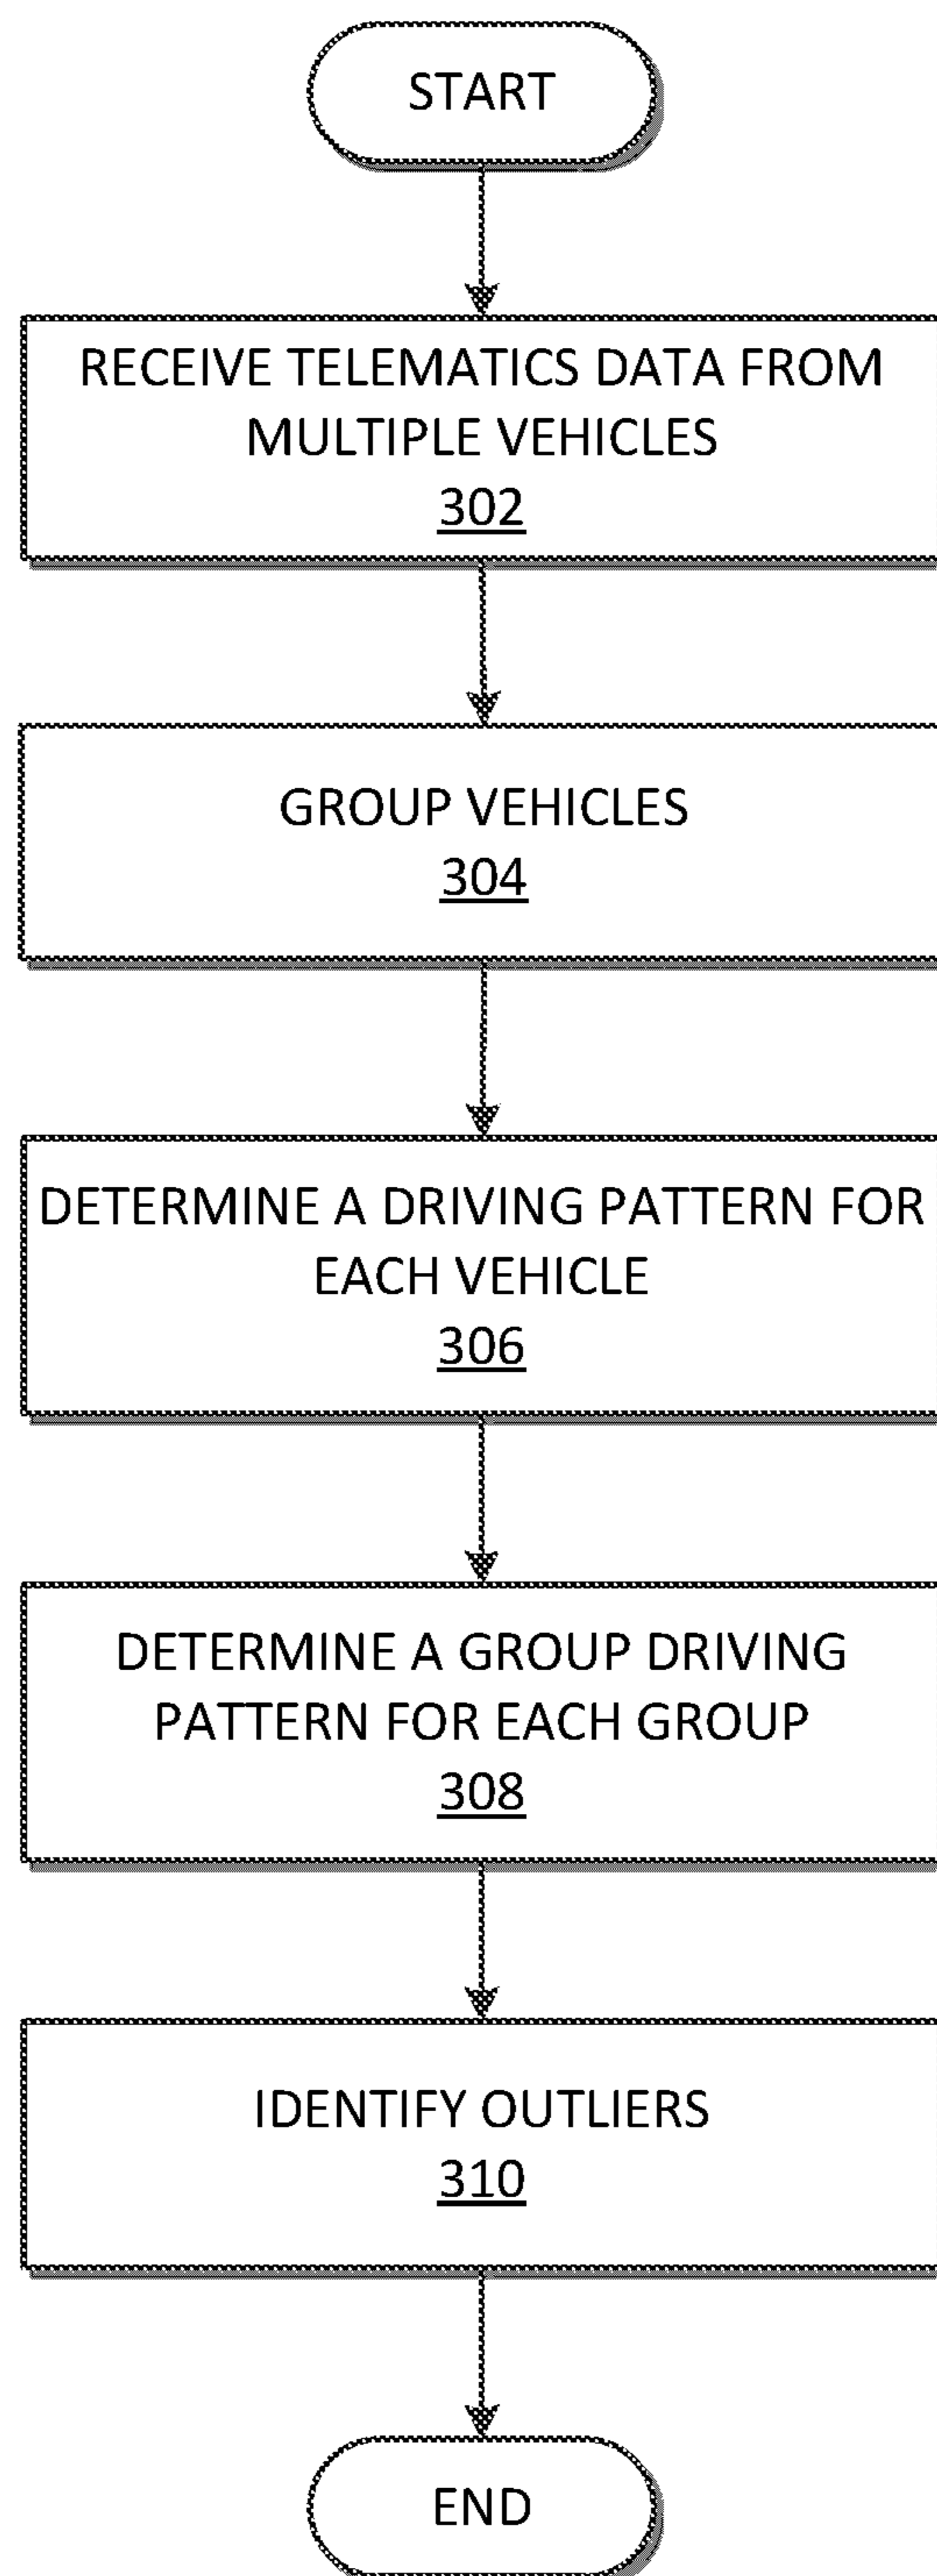 START
RECEIVE TELEMATICS DATA FROM
MULTIPLE VEHICLES
302
GROUP VEHICLES
304
DETERMINE A DRIVING PATTERN FOR
EACH VEHICLE
306
DETERMINE A GROUP DRIVING
PATTERN FOR EACH GROUP
308
IDENTIFY OUTLIERS
310
END